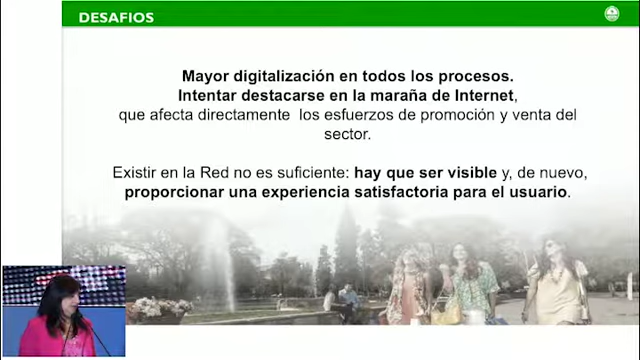 DESAFIOS
Mayor digitalización en todos los procesos.
Intentar destacarse en la maraña de Internet,
que afecta directamente los esfuerzos de promoción y venta del
sector.
Existir en la Red no es suficiente: hay que ser visible y, de nuevo,
proporcionar una experiencia satisfactoria para el usuario.